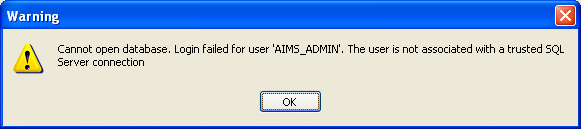 Warning
Cannot open database. Login failed for user 'AIMS_ADMIN'. The user is not associated with a trusted SQL
Server connection
OK